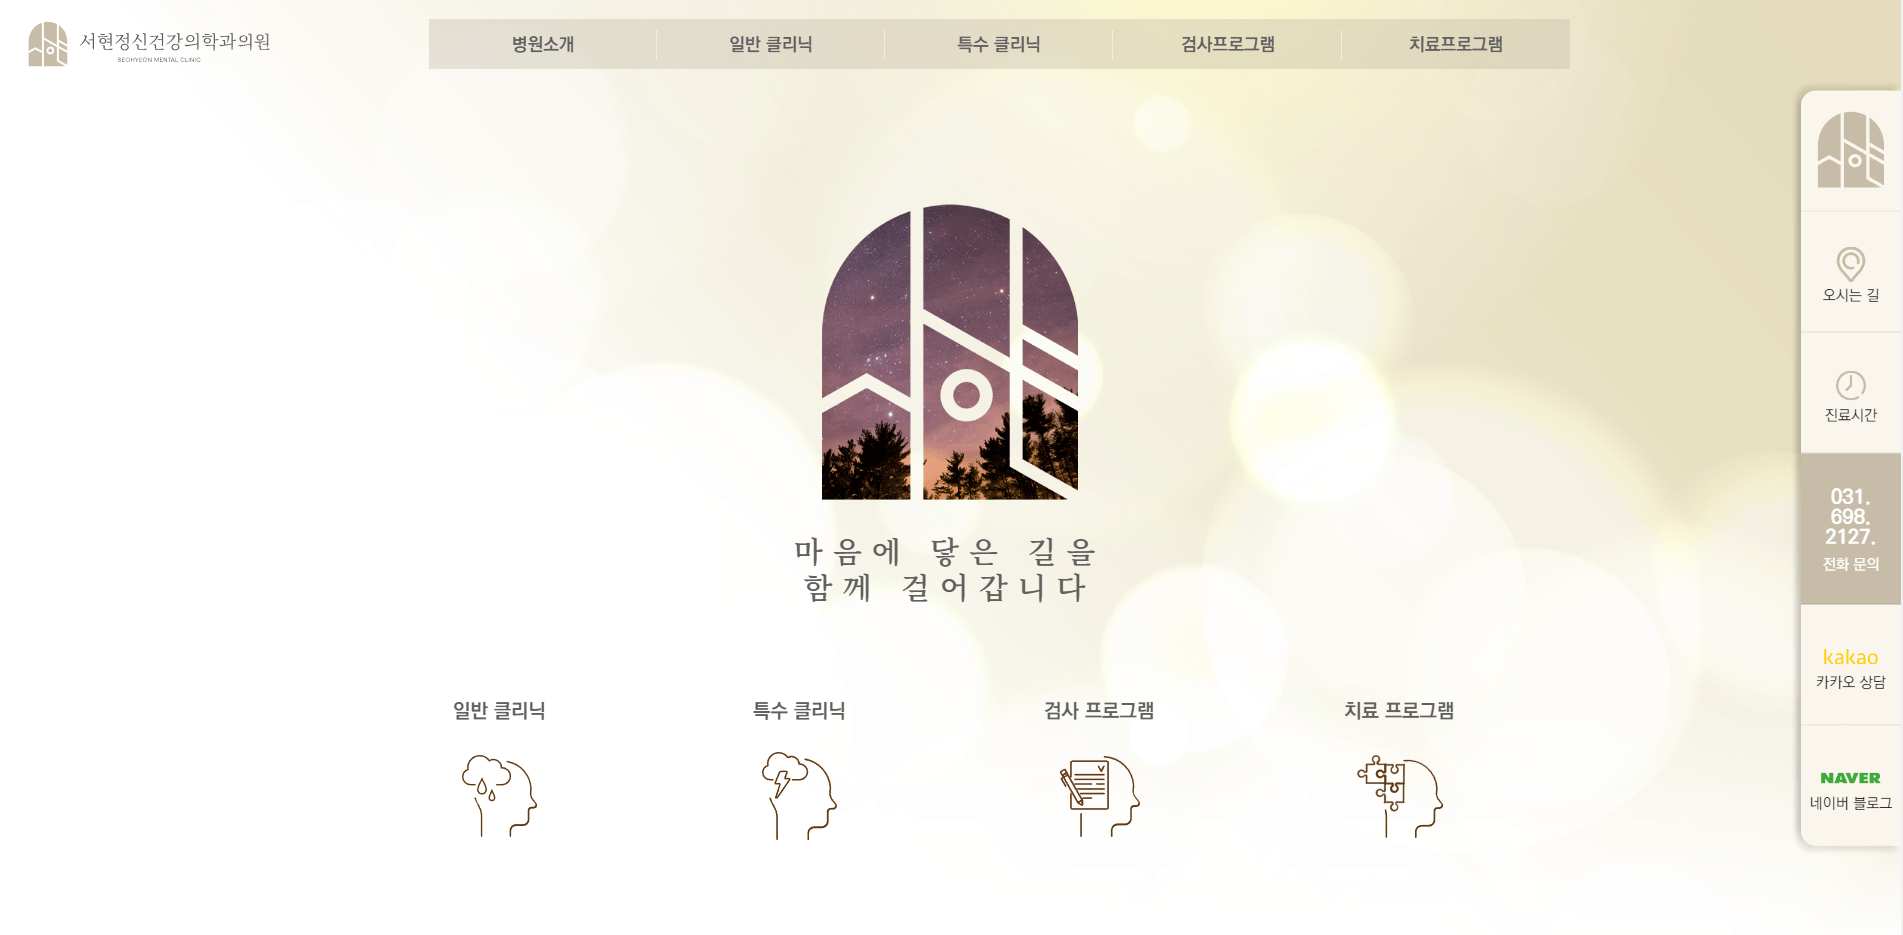 서현정신건강의학과의원
SEOHYEON MENTAL CLINIC
병원소개
일반 클리닉
특수 클리닉
검사프로그램
치료프로그램
마음에 닿은 길을
함께 걸어갑니다
일반 클리닉
특수 클리닉
검사 프로그램
치료 프로그램
오시는 길
진료시간
031.
698.
2127.
전화 문의
kakao
카카오 상담
NAVER
네이버 블로그